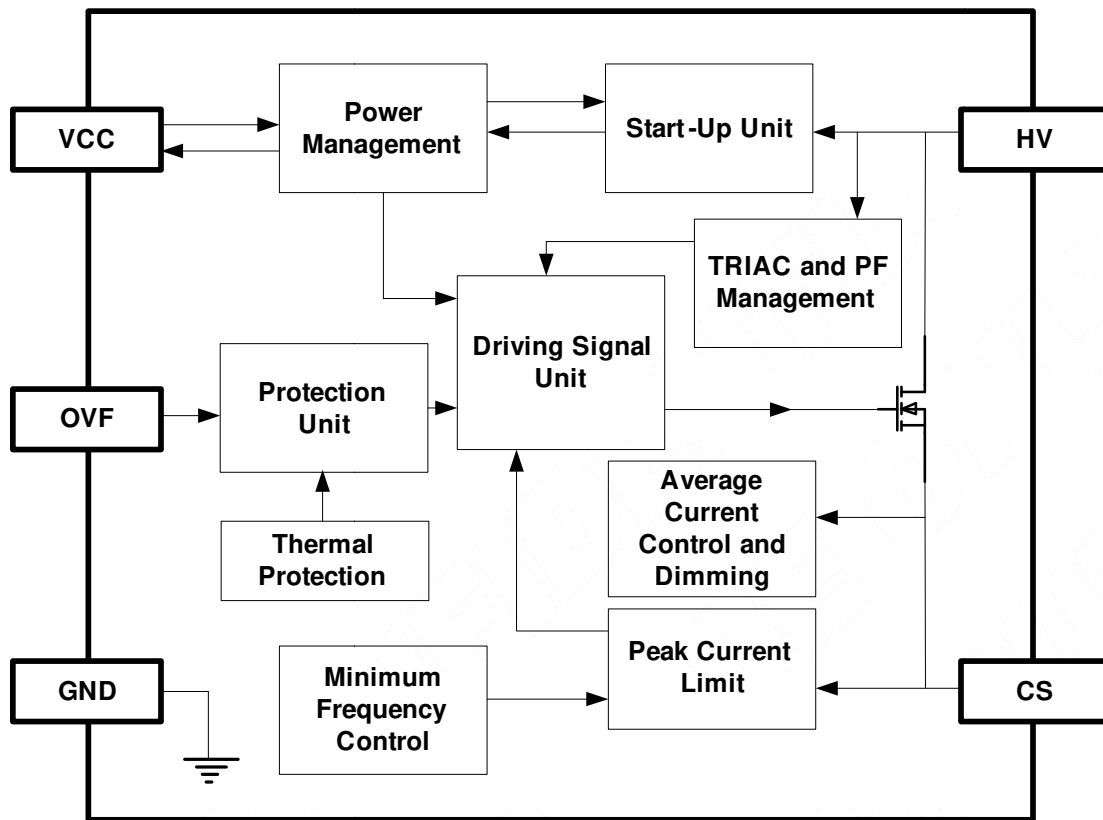 VCC
Power
Management
Start-Up Unit
HV
TRIAC and PF
Management
Driving Signal
Unit
OVF
Protection
Unit
Average
Current
Control and
Dimming
Thermal
Protection
Peak Current
Limit
GND
Minimum
Frequency
Control
CS